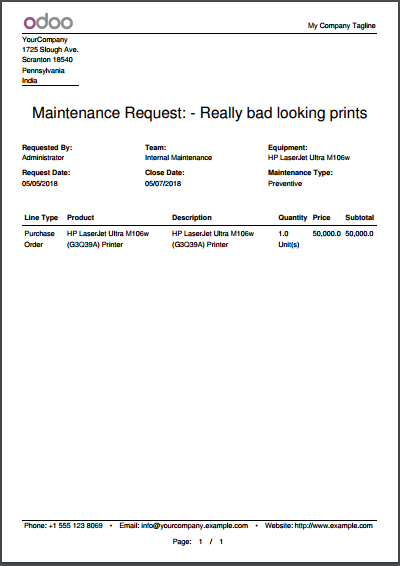 odoo
My Company Tagline
YourCompany
1725 Slough Ave.
Scranton 18540
Pennsylvania
India
Maintenance Request: - Really bad looking prints
Requested By: Team: Equipment:
Administrator Internal Maintenance HP LaserJet Ultra M106w
Request Date: Close Date: Maintenance Type:
05/05/2018 05/07/2018 Preventive
Line Type Product Description Quantity Price Subtotal
Purchase HP LaserJet Ultra M106w HP LaserJet Ultra M106w 1.0 50,000.0 50,000.0
Order (G3Q39A) Printer (G3Q39A) Printer Unit(s)
Phone: +1 555 123 8069 • Email: info@yourcompany.example.com • Website: http://www.example.com
Page: 1 / 1